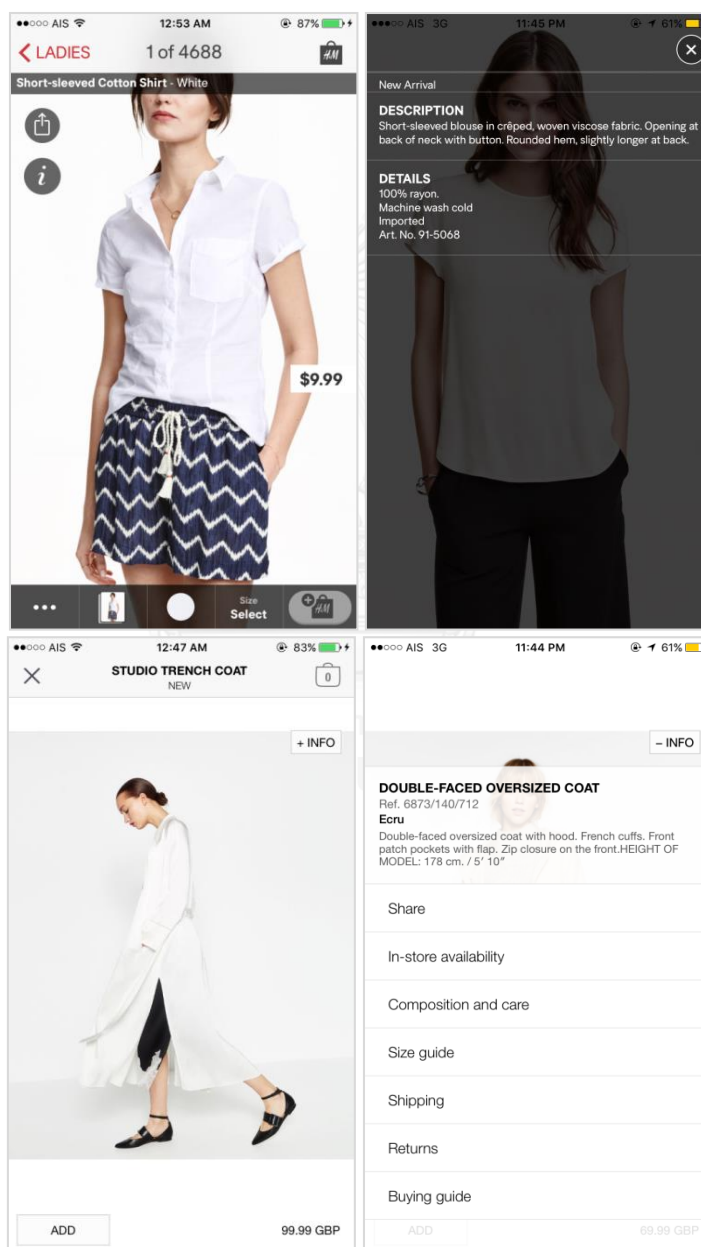 AIS 12:53 AM 87%
LADIES 1 of 4688 H&M
Short-sleeved Cotton Shirt - White
i
$9.99
Size
Select
H&M
AIS 3G 11:45 PM 61%
New Arrival
DESCRIPTION
Short-sleeved blouse in crêped, woven viscose fabric. Opening at
back of neck with button. Rounded hem, slightly longer at back.
DETAILS
100% rayon.
Machine wash cold
Imported
Art. No. 91-5068
AIS 12:47 AM 83%
STUDIO TRENCH COAT
NEW
0
+ INFO
ADD 99.99 GBP
AIS 3G 11:44 PM 61%
– INFO
DOUBLE-FACED OVERSIZED COAT
Ref. 6873/140/712
Ecru
Double-faced oversized coat with hood. French cuffs. Front
patch pockets with flap. Zip closure on the front.HEIGHT OF
MODEL: 178 cm. / 5′ 10″
Share
In-store availability
Composition and care
Size guide
Shipping
Returns
Buying guide
ADD 69.99 GBP